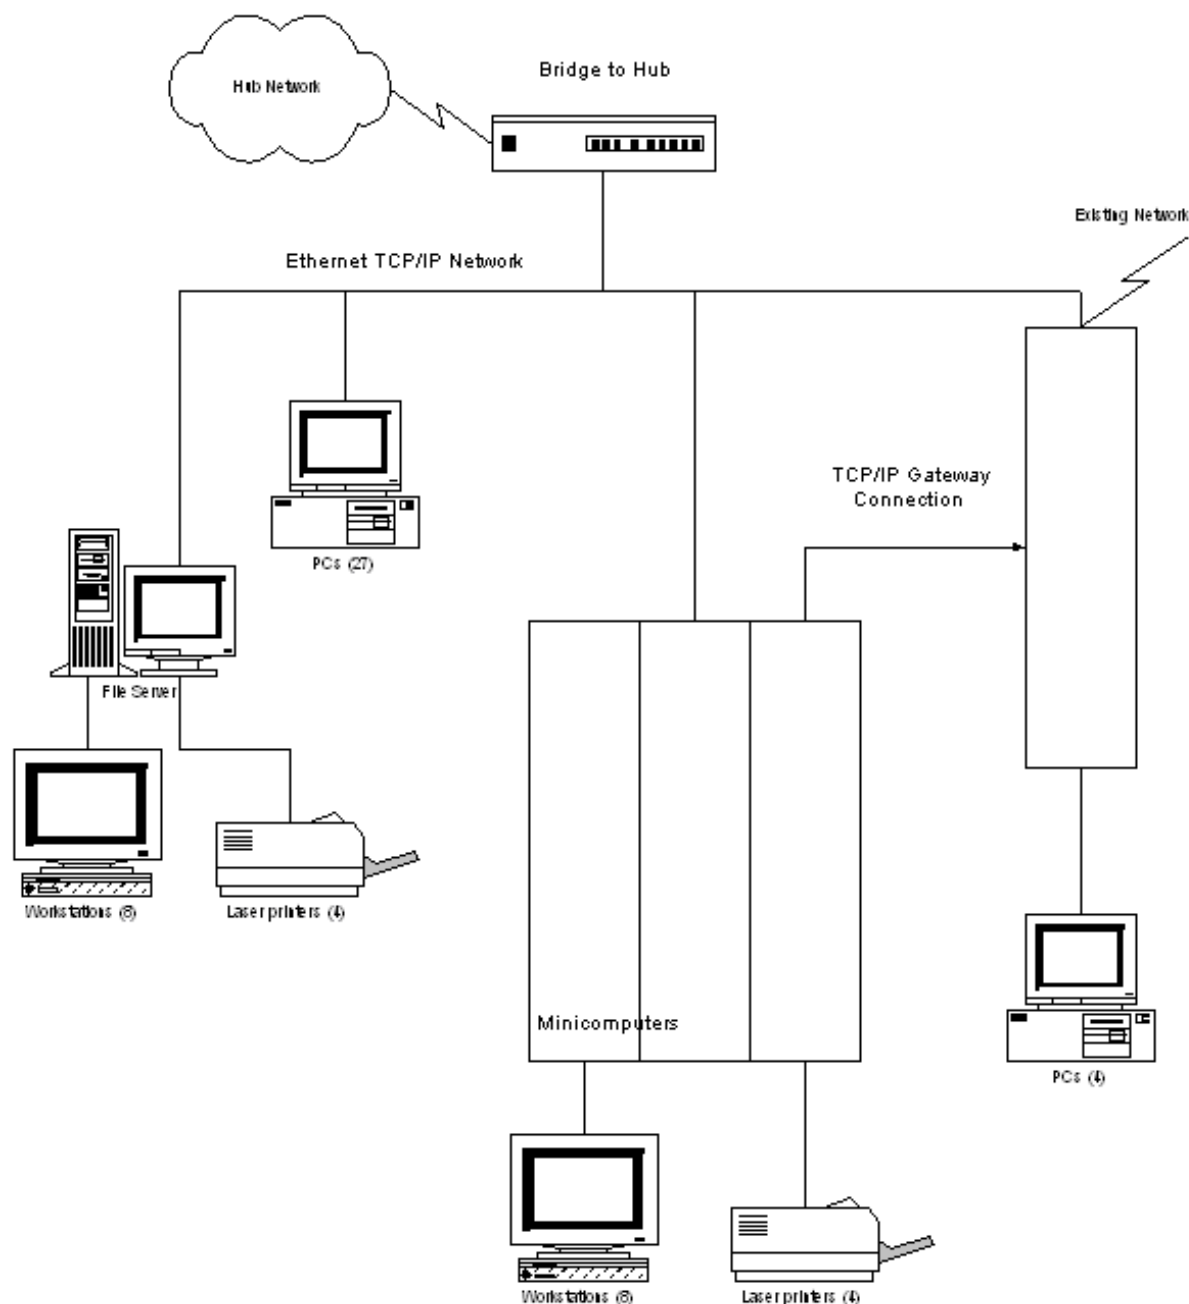 Hub Network
Bridge to Hub
Existing Network
Ethernet TCP/IP Network
TCP/IP Gateway
Connection
PCs (27)
File Server
Workstations (8)
Laser printers (4)
Minicomputers
PCs (4)
Workstations (8)
Laser printers (4)